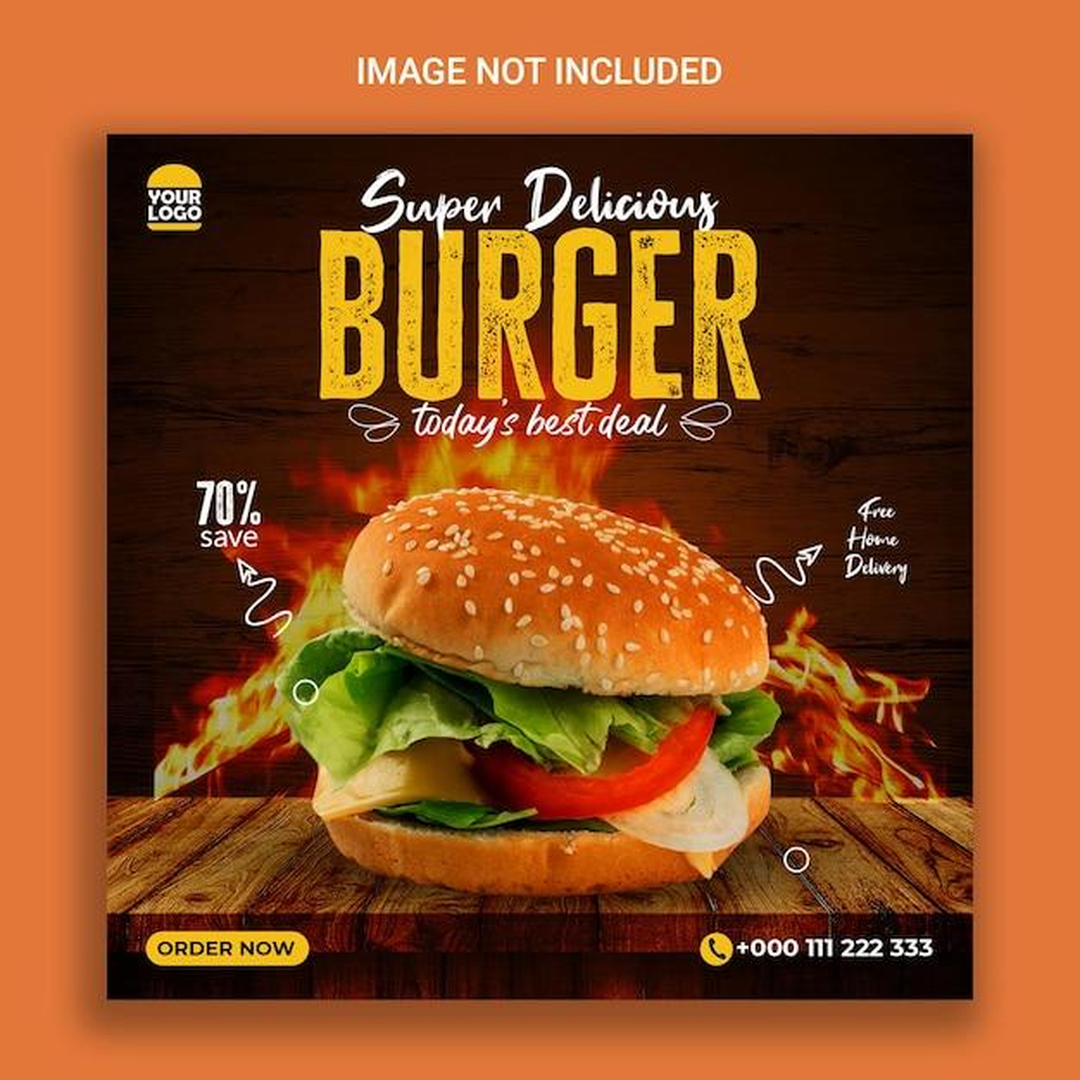 IMAGE NOT INCLUDED
YOUR
LOGO
Super Delicious
BURGER
today's best deal
70%
save
Free
Home
Delivery
ORDER NOW
+000 111 222 333